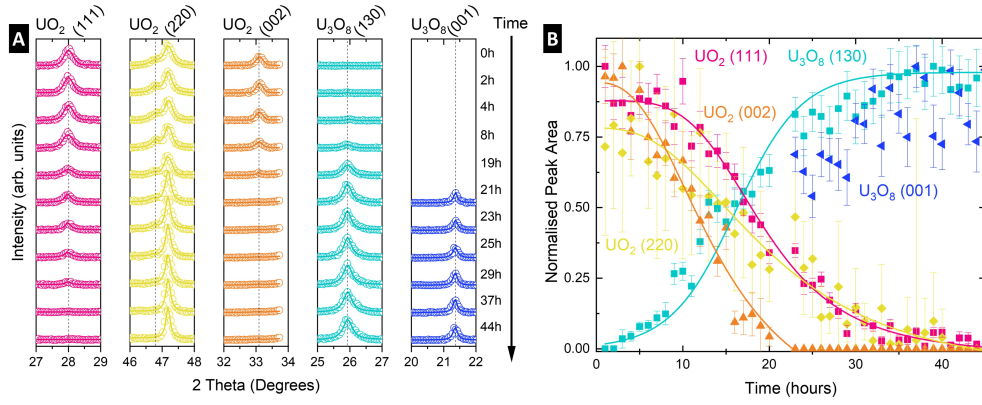 A
UO₂ (111)
UO₂ (220)
UO₂ (002)
U₃O₈(130)
U₃O₈(001)
Time
0h
2h
4h
8h
19h
21h
23h
25h
29h
37h
44h
Intensity (arb. units)
27 28 29
46 47 48
32 33 34
25 26 27
20 21 22
2 Theta (Degrees)
B
UO₂ (111)
U₃O₈ (130)
UO₂ (002)
U₃O₈ (001)
UO₂ (220)
Normalised Peak Area
1.00
0.75
0.50
0.25
0.00
0 10 20 30 40
Time (hours)